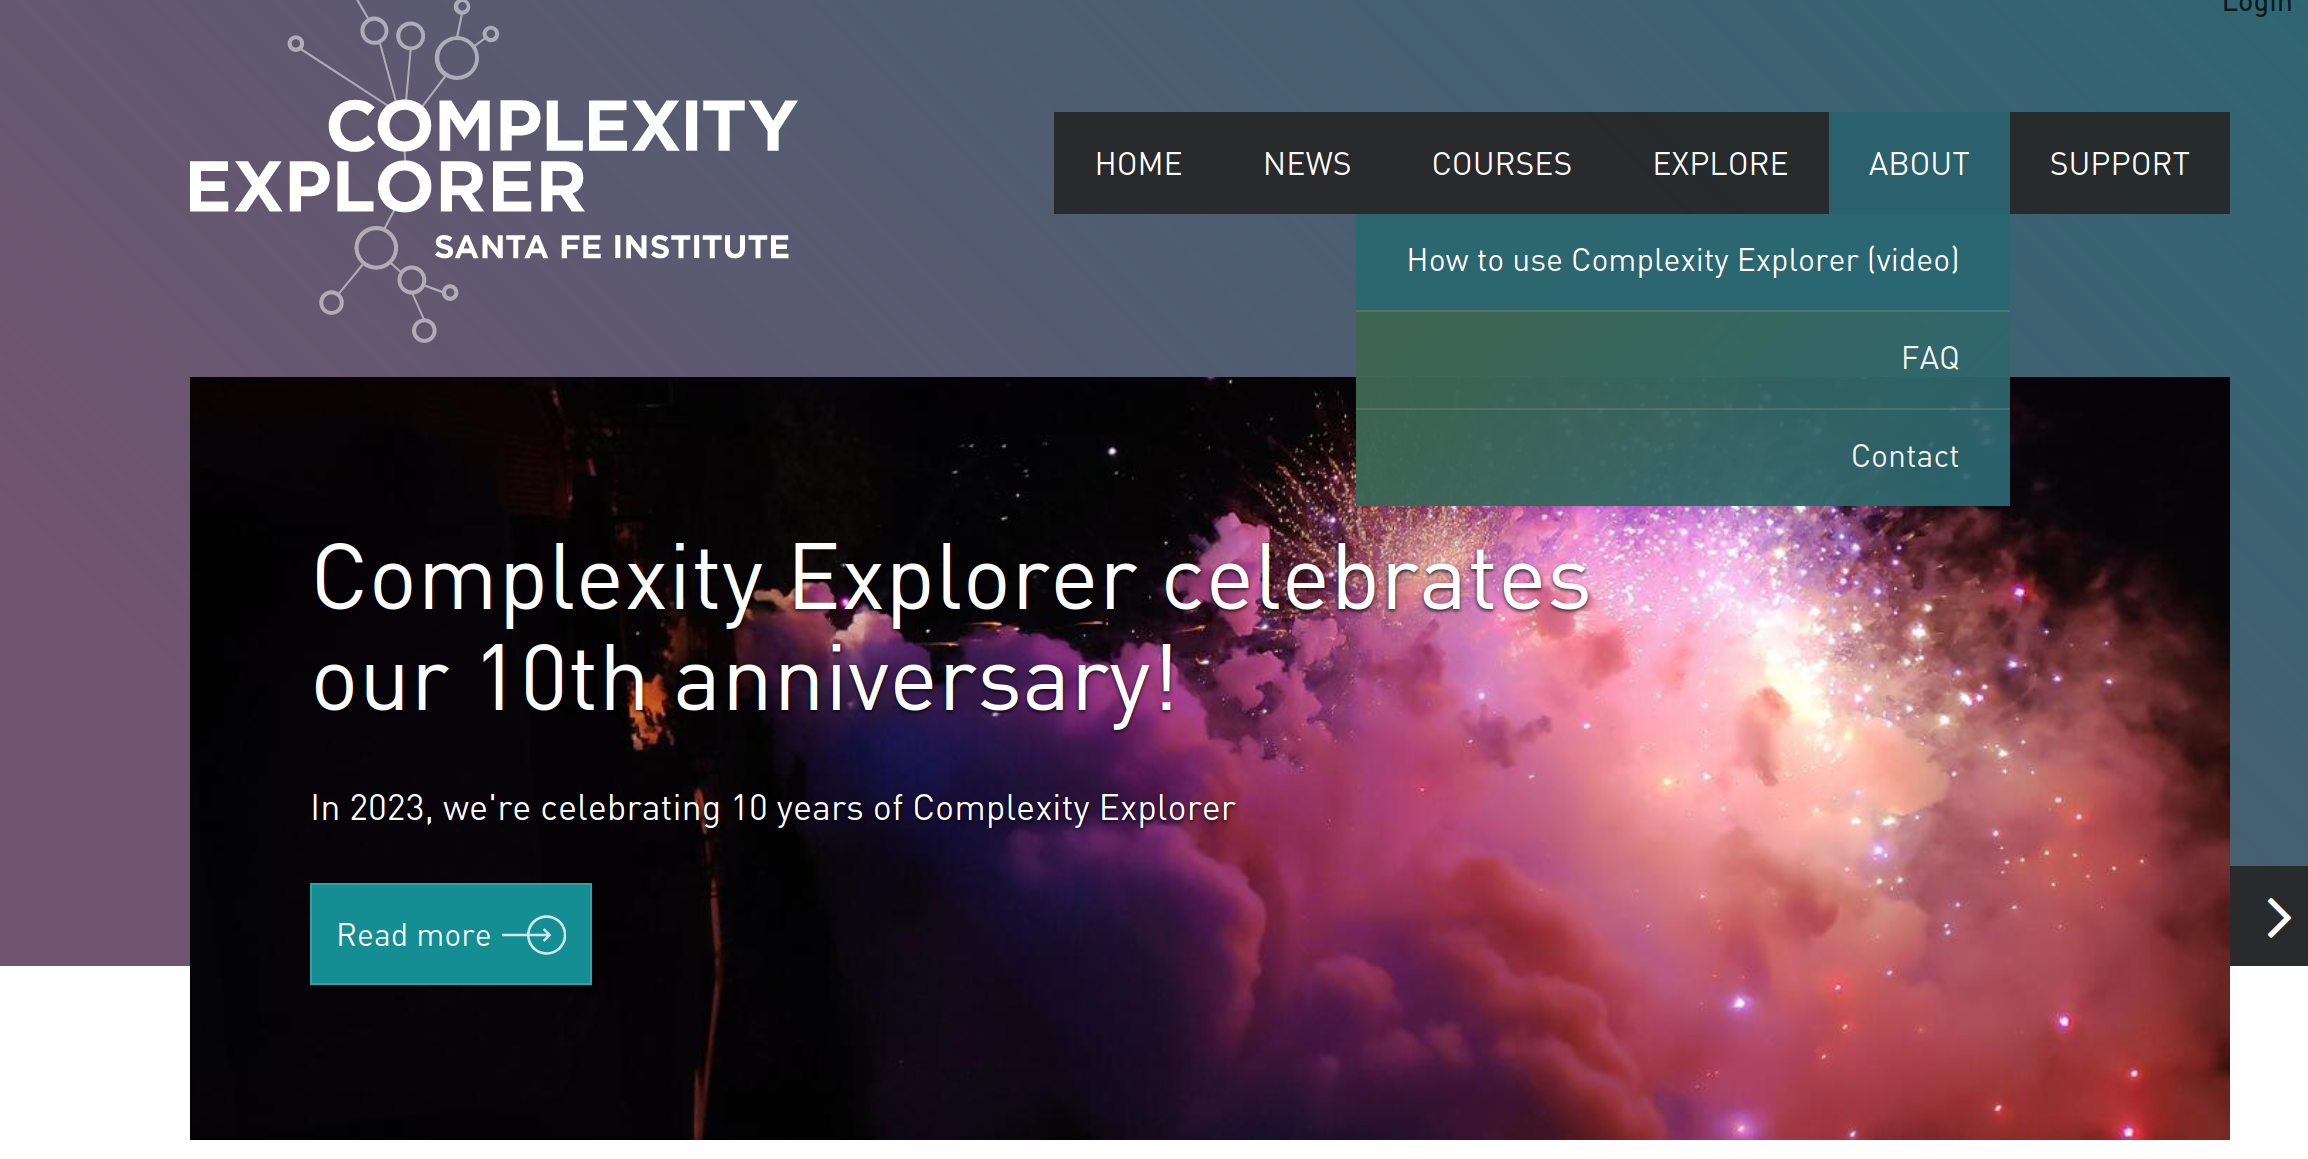 Login
COMPLEXITY
EXPLORER
SANTA FE INSTITUTE
HOME NEWS COURSES EXPLORE ABOUT SUPPORT
How to use Complexity Explorer (video)
FAQ
Contact
Complexity Explorer celebrates
our 10th anniversary!
In 2023, we're celebrating 10 years of Complexity Explorer
Read more